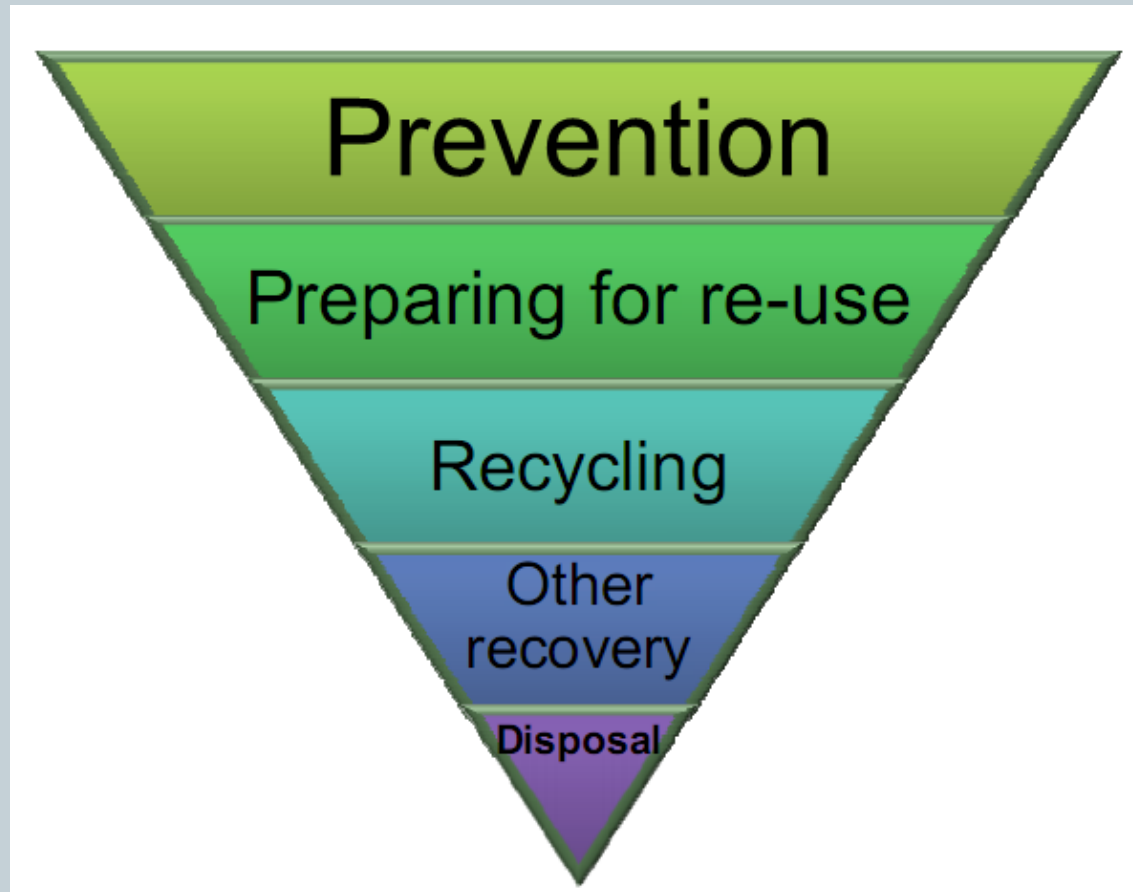 Prevention
Preparing for re-use
Recycling
Other
recovery
Disposal